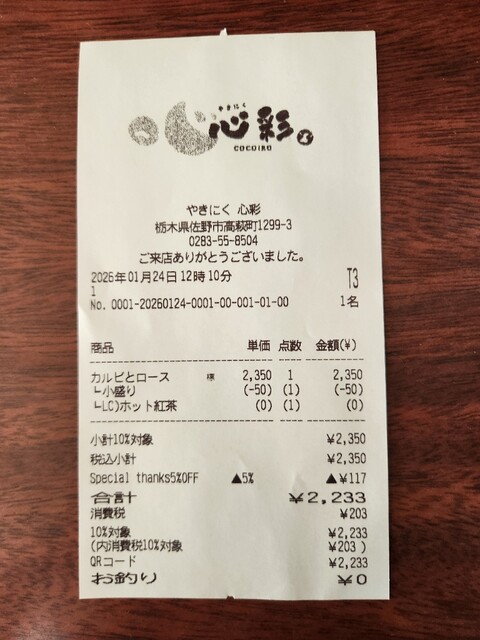 やきにく
心彩
COCOIRO
やきにく 心彩
栃木県佐野市高萩町1299-3
0283-55-8504
ご来店ありがとうございました。
2026年01月24日12時10分 T3
1 1名
No. 0001-20260124-0001-00-001-01-00
商品 単価 点数 金額(¥)
カルビとロース 様 2,350 1 2,350
┗小盛り (-50) (1) (-50)
┗LC)ホット紅茶 (0) (1) (0)
小計10%対象 ¥2,350
税込小計 ¥2,350
Special thanks5%OFF ▲5% ▲¥117
合計 ¥2,233
消費税 ¥203
10%対象 ¥2,233
(内消費税10%対象 ¥203 )
QRコード ¥2,233
お釣り ¥0